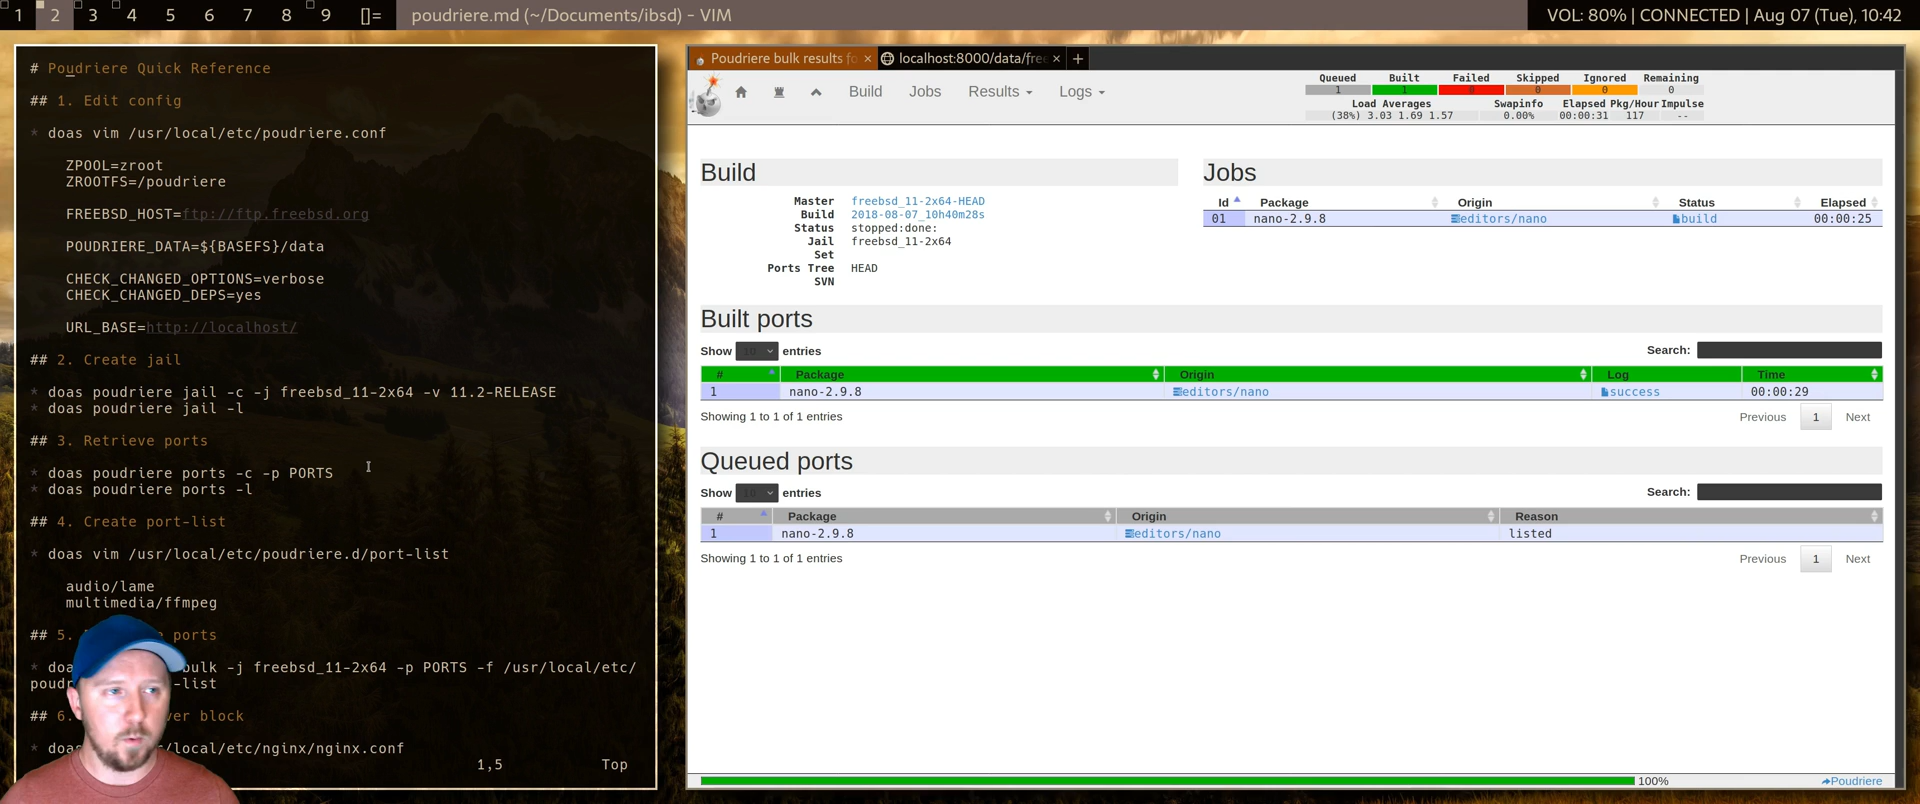 1 2 3 4 5 6 7 8 9 []= poudriere.md (~/Documents/ibsd) - VIM VOL: 80% | CONNECTED | Aug 07 (Tue), 10:42
# Poudriere Quick Reference
## 1. Edit config
* doas vim /usr/local/etc/poudriere.conf
ZPOOL=zroot
ZROOTFS=/poudriere
FREEBSD_HOST=ftp://ftp.freebsd.org
POUDRIERE_DATA=${BASEFS}/data
CHECK_CHANGED_OPTIONS=verbose
CHECK_CHANGED_DEPS=yes
URL_BASE=http://localhost/
## 2. Create jail
* doas poudriere jail -c -j freebsd_11-2x64 -v 11.2-RELEASE
* doas poudriere jail -l
## 3. Retrieve ports
* doas poudriere ports -c -p PORTS
* doas poudriere ports -l
## 4. Create port-list
* doas vim /usr/local/etc/poudriere.d/port-list
audio/lame
multimedia/ffmpeg
## 5. ports
* doa bulk -j freebsd_11-2x64 -p PORTS -f /usr/local/etc/
poudr -list
## 6. ver block
* doa /local/etc/nginx/nginx.conf
1,5 Top
Poudriere bulk results fo × localhost:8000/data/free × +
Build Jobs Results Logs
Queued Built Failed Skipped Ignored Remaining
1 1 0 0 0 0
Load Averages Swapinfo Elapsed Pkg/Hour Impulse
(38%) 3.03 1.69 1.57 0.00% 00:00:31 117 --
Build
Master freebsd_11-2x64-HEAD
Build 2018-08-07_10h40m28s
Status stopped:done:
Jail freebsd_11-2x64
Set
Ports Tree HEAD
SVN
Jobs
Id Package Origin Status Elapsed
01 nano-2.9.8 editors/nano build 00:00:25
Built ports
Show 10 entries Search:
# Package Origin Log Time
1 nano-2.9.8 editors/nano success 00:00:29
Showing 1 to 1 of 1 entries Previous 1 Next
Queued ports
Show 10 entries Search:
# Package Origin Reason
1 nano-2.9.8 editors/nano listed
Showing 1 to 1 of 1 entries Previous 1 Next
100% Poudriere